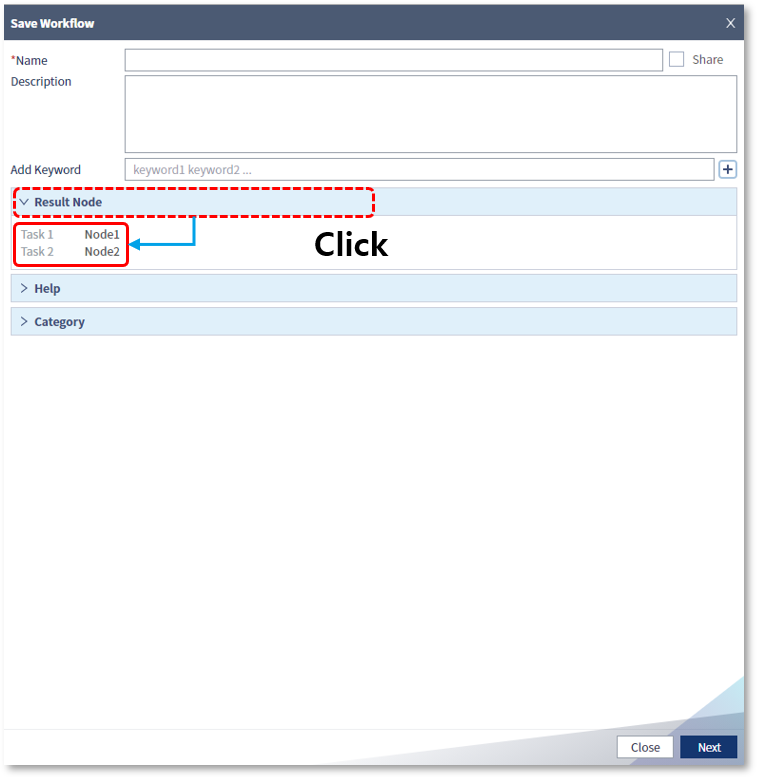 Save Workflow X
*Name Share
Description
Add Keyword keyword1 keyword2 ... +
Result Node
Task 1 Node1
Task 2 Node2
Click
Help
Category
Close Next